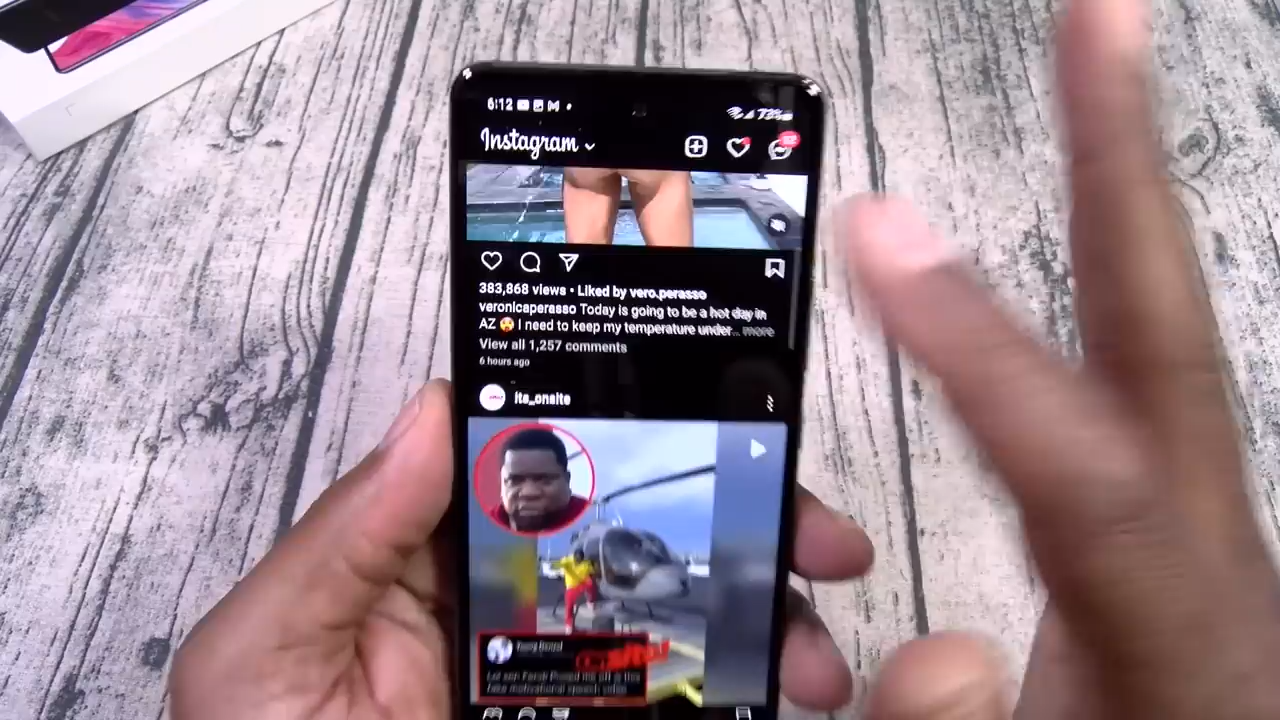 6:12
73%
Instagram
383,868 views • Liked by vero.perasso
veronicaperasso Today is going to be a hot day in
AZ 😲 I need to keep my temperature under... more
View all 1,257 comments
6 hours ago
its_onsite